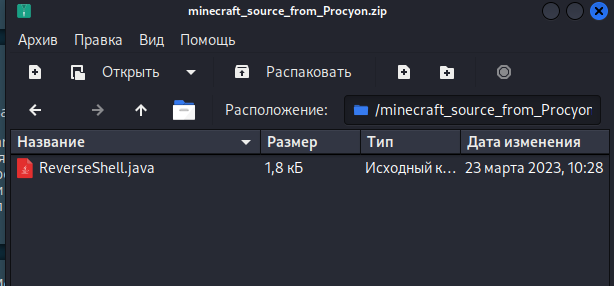 minecraft_source_from_Procyon.zip
Архив Правка Вид Помощь
Открыть Распаковать
Расположение: /minecraft_source_from_Procyon
Название Размер Тип Дата изменения
ReverseShell.java 1,8 кБ Исходный к… 23 марта 2023, 10:28